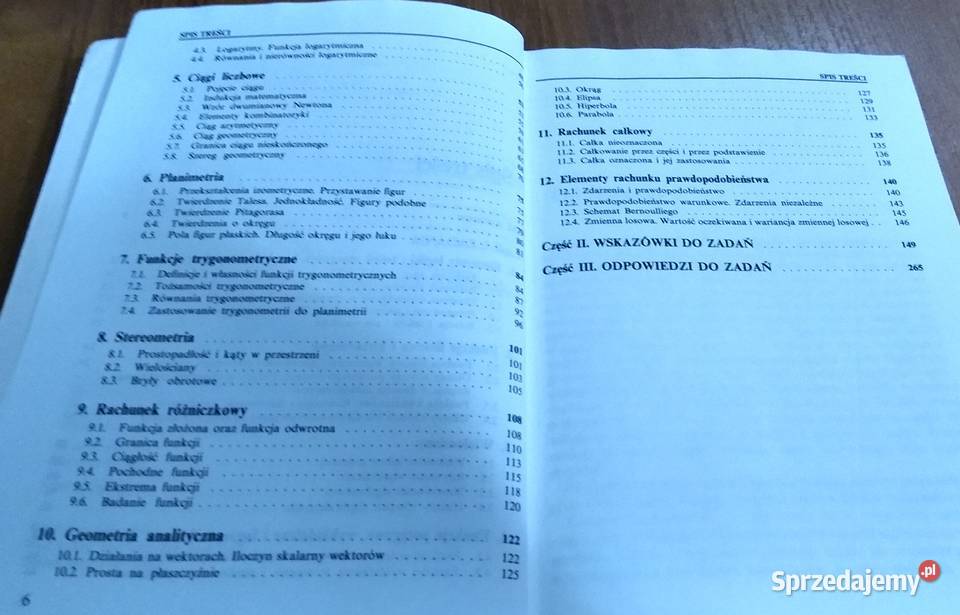 SPIS TREŚCI
4.3. Logarytmy. Funkcja logarytmiczna
4.4. Równania i nierówności logarytmiczne
5. Ciągi liczbowe
5.1. Pojęcie ciągu
5.2. Indukcja matematyczna
5.3. Wzór dwumianowy Newtona
5.4. Elementy kombinatoryki
5.5. Ciąg arytmetyczny
5.6. Ciąg geometryczny
5.7. Granica ciągu nieskończonego
5.8. Szereg geometryczny
6. Planimetria
6.1. Przekształcenia izometryczne. Przystawanie figur
6.2. Twierdzenie Talesa. Jednokładność. Figury podobne
6.3. Twierdzenie Pitagorasa
6.4. Twierdzenia o okręgu
6.5. Pola figur płaskich. Długość okręgu i jego łuku
7. Funkcje trygonometryczne 84
7.1. Definicje i własności funkcji trygonometrycznych 84
7.2. Tożsamości trygonometryczne 87
7.3. Równania trygonometryczne 92
7.4. Zastosowanie trygonometrii do planimetrii 96
8. Stereometria 101
8.1. Prostopadłość i kąty w przestrzeni 101
8.2. Wielościany 103
8.3. Bryły obrotowe 105
9. Rachunek różniczkowy 108
9.1. Funkcja złożona oraz funkcja odwrotna 108
9.2. Granica funkcji 110
9.3. Ciągłość funkcji 113
9.4. Pochodne funkcji 115
9.5. Ekstrema funkcji 118
9.6. Badanie funkcji 120
10. Geometria analityczna 122
10.1. Działania na wektorach. Iloczyn skalarny wektorów 122
10.2. Prosta na płaszczyźnie 125
6
SPIS TREŚCI
10.3. Okrąg 127
10.4. Elipsa 129
10.5. Hiperbola 131
10.6. Parabola 133
11. Rachunek całkowy 135
11.1. Całka nieoznaczona 135
11.2. Całkowanie przez części i przez podstawienie 136
11.3. Całka oznaczona i jej zastosowania 138
12. Elementy rachunku prawdopodobieństwa 140
12.1. Zdarzenia i prawdopodobieństwo 140
12.2. Prawdopodobieństwo warunkowe. Zdarzenia niezależne 143
12.3. Schemat Bernoulliego 145
12.4. Zmienna losowa. Wartość oczekiwana i wariancja zmiennej losowej 146
Część II. WSKAZÓWKI DO ZADAŃ 149
Część III. ODPOWIEDZI DO ZADAŃ 265
Sprzedajemy.pl